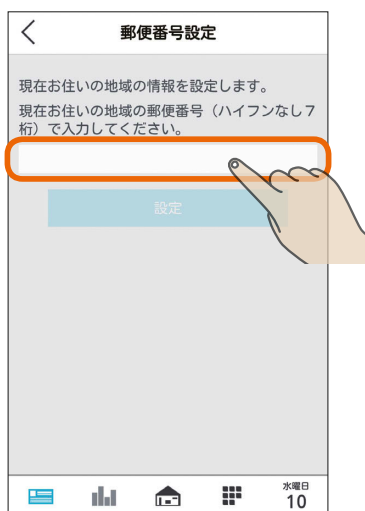 郵便番号設定
現在お住いの地域の情報を設定します。
現在お住いの地域の郵便番号（ハイフンなし７
桁）で入力してください。
設定
水曜日
10